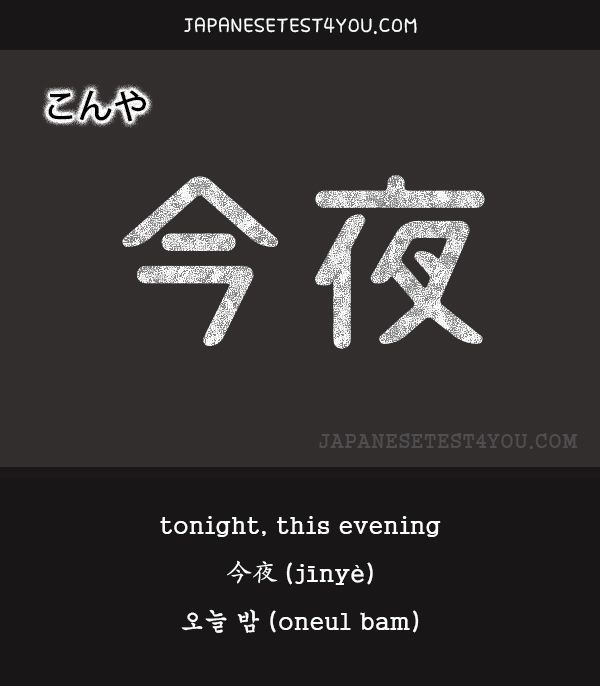 JAPANESETEST4YOU.COM
こんや
今夜
JAPANESETEST4YOU.COM
tonight, this evening
今夜 (jīnyè)
오늘 밤 (oneul bam)